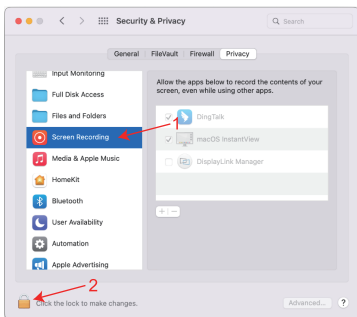 Security & Privacy
Search
General
FileVault
Firewall
Privacy
Input Monitoring
Full Disk Access
Files and Folders
Screen Recording
Media & Apple Music
HomeKit
Bluetooth
User Availability
Automation
Apple Advertising
Allow the apps below to record the contents of your
screen, even while using other apps.
1
DingTalk
macOS InstantView
DisplayLink Manager
+ −
2
Click the lock to make changes.
Advanced...
?